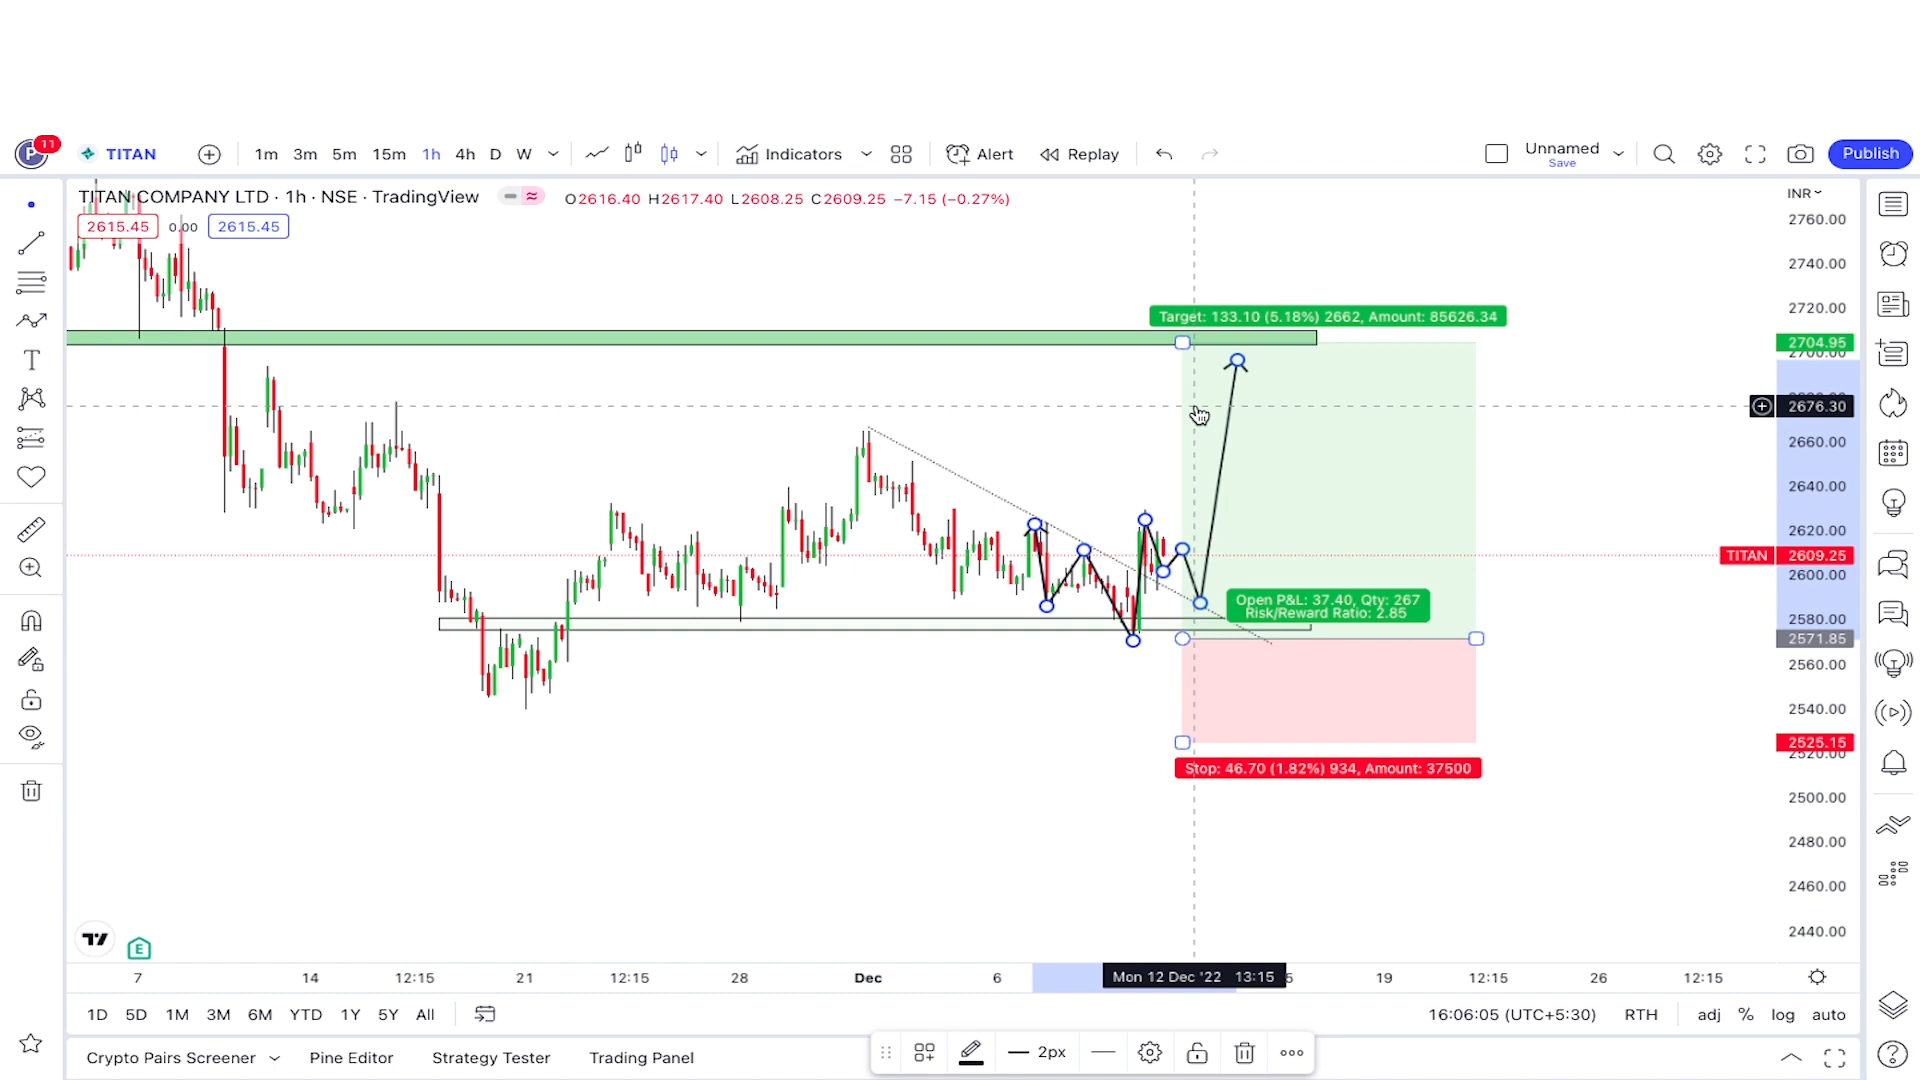 11
TITAN
1m 3m 5m 15m 1h 4h D W
Indicators
Alert
Replay
Unnamed
Save
Publish
TITAN COMPANY LTD · 1h · NSE · TradingView
O2616.40 H2617.40 L2608.25 C2609.25 −7.15 (−0.27%)
2615.45 0.00 2615.45
INR
2760.00
2740.00
2720.00
Target: 133.10 (5.18%) 2662, Amount: 85626.34
2704.95
2700.00
2676.30
2660.00
2640.00
2620.00
TITAN 2609.25
2600.00
Open P&L: 37.40, Qty: 267
Risk/Reward Ratio: 2.85
2580.00
2571.85
2560.00
2540.00
2525.15
2520.00
Stop: 46.70 (1.82%) 934, Amount: 37500
2500.00
2480.00
2460.00
2440.00
E
7 14 12:15 21 12:15 28 Dec 6 Mon 12 Dec '22 13:15 19 12:15 26 12:15
1D 5D 1M 3M 6M YTD 1Y 5Y All
16:06:05 (UTC+5:30) RTH adj % log auto
Crypto Pairs Screener Pine Editor Strategy Tester Trading Panel
2px